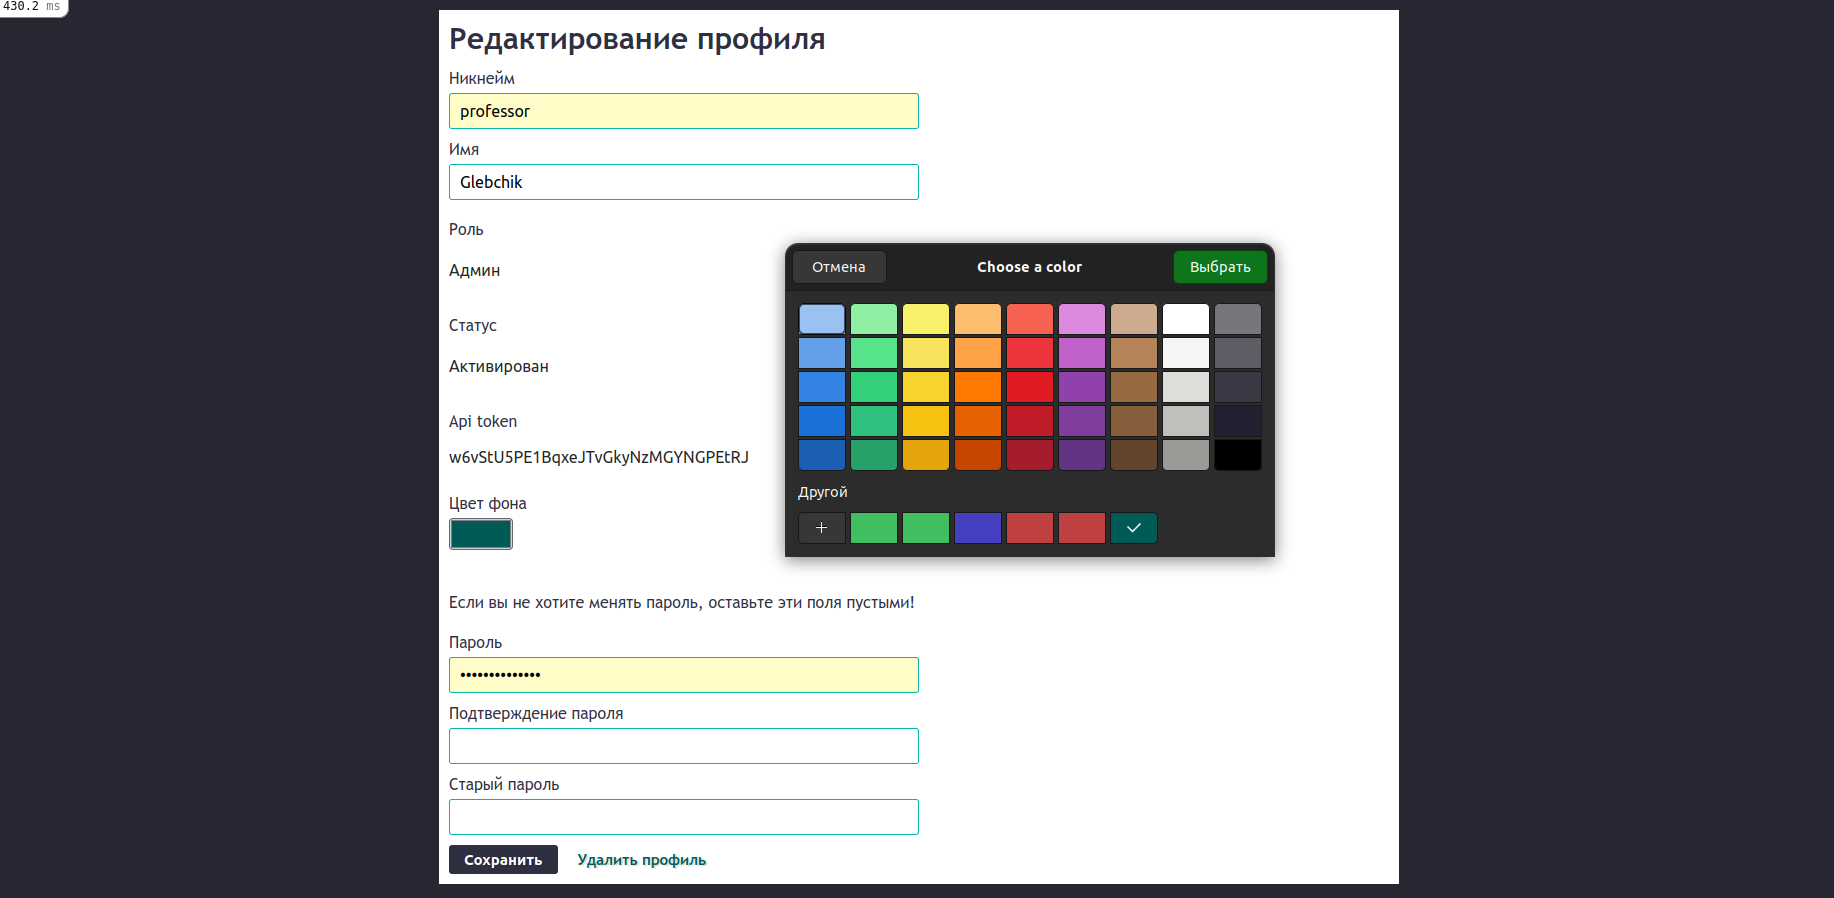 430.2 ms
Редактирование профиля
Никнейм
professor
Имя
Glebchik
Роль
Админ
Статус
Активирован
Api token
w6vStU5PE1BqxeJTvGkyNzMGYNGPEtRJ
Цвет фона
Отмена
Choose a color
Выбрать
Другой
Если вы не хотите менять пароль, оставьте эти поля пустыми!
Пароль
••••••••••••••
Подтверждение пароля
Старый пароль
Сохранить
Удалить профиль